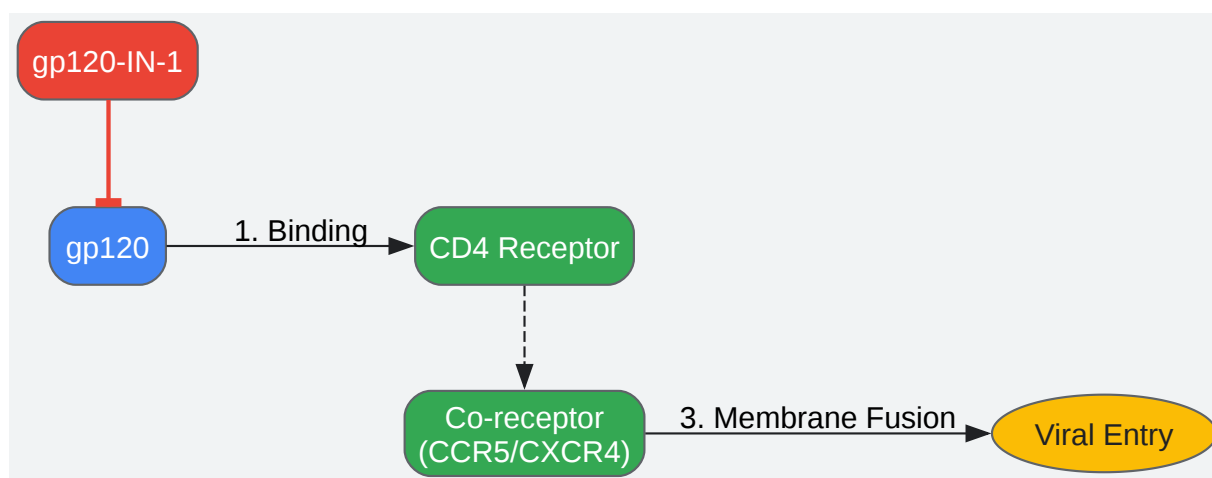 gp120-IN-1
gp120
1. Binding
CD4 Receptor
Co-receptor
(CCR5/CXCR4)
3. Membrane Fusion
Viral Entry